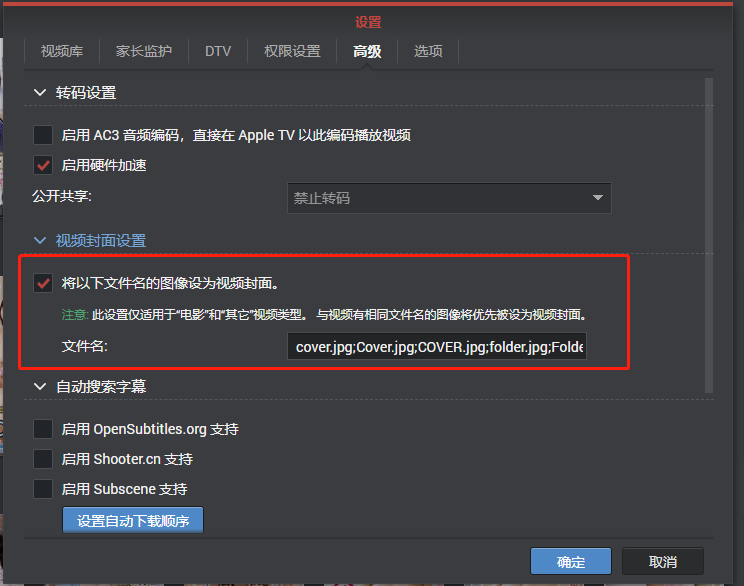 设置
视频库 家长监护 DTV 权限设置 高级 选项
转码设置
启用 AC3 音频编码，直接在 Apple TV 以此编码播放视频
启用硬件加速
公开共享: 禁止转码
视频封面设置
将以下文件名的图像设为视频封面。
注意: 此设置仅适用于“电影”和“其它”视频类型。 与视频有相同文件名的图像将优先被设为视频封面。
文件名: cover.jpg;Cover.jpg;COVER.jpg;folder.jpg;Folde
自动搜索字幕
启用 OpenSubtitles.org 支持
启用 Shooter.cn 支持
启用 Subscene 支持
设置自动下载顺序
确定 取消